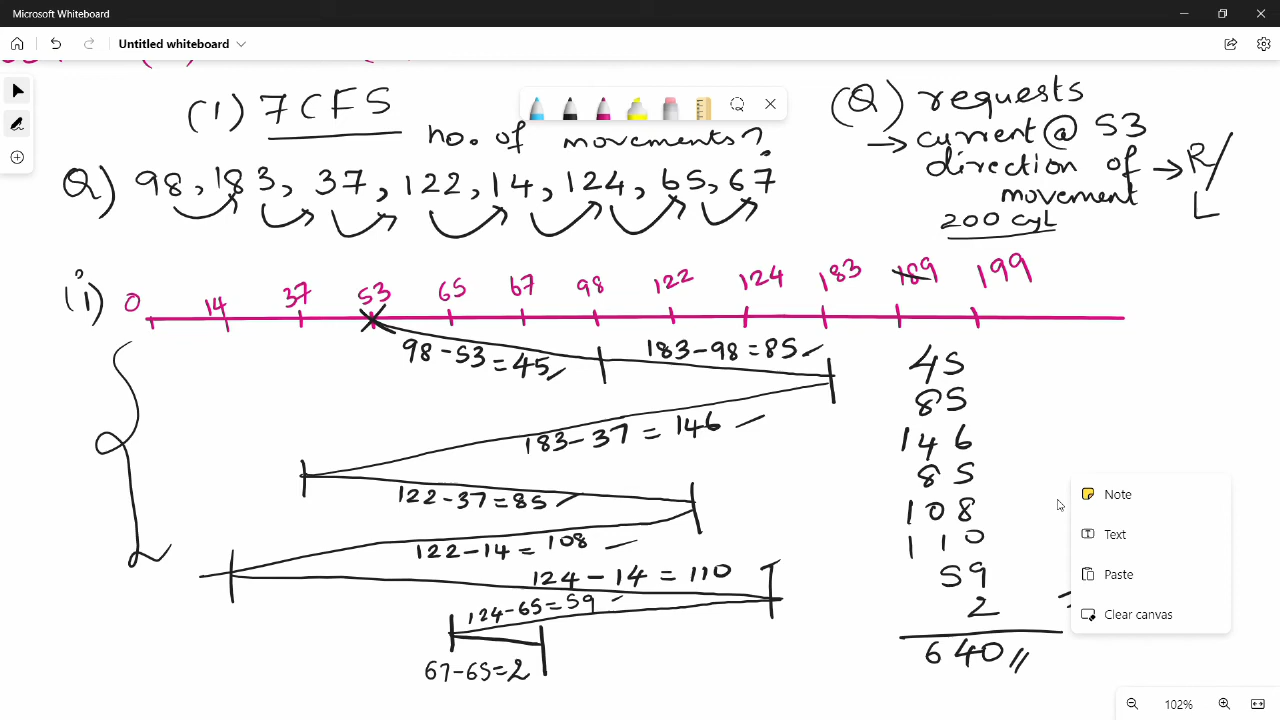 Microsoft Whiteboard
Untitled whiteboard
(1) 7CFS
no. of movements?
Q) 98, 183, 37, 122, 14, 124, 65, 67
(Q) requests
→ current @ 53
direction of → R/
movement L
200 cyl
(i) 0 14 37 53 65 67 98 122 124 183 189 199
98-53=45
183-98=85
183-37=146
122-37=85
122-14=108
124-14=110
124-65=59
67-65=2
45
85
146
85
108
110
59
2
640
Note
Text
Paste
Clear canvas
102%